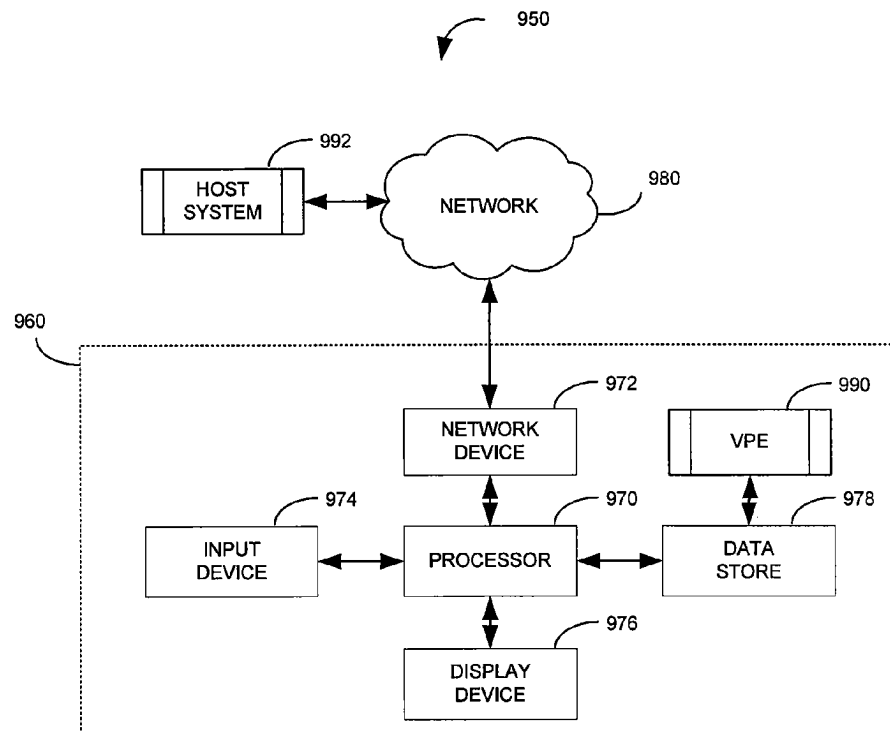 950
992
HOST
SYSTEM
NETWORK
980
960
972
NETWORK
DEVICE
990
VPE
974
INPUT
DEVICE
970
PROCESSOR
978
DATA
STORE
976
DISPLAY
DEVICE